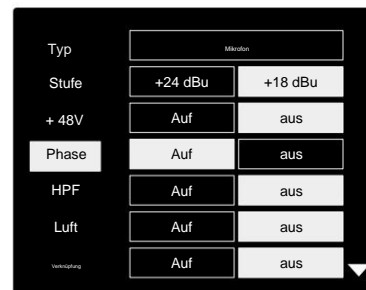 Typ Mikrofon
Stufe +24 dBu +18 dBu
+ 48V Auf aus
Phase Auf aus
HPF Auf aus
Luft Auf aus
Verknüpfung Auf aus